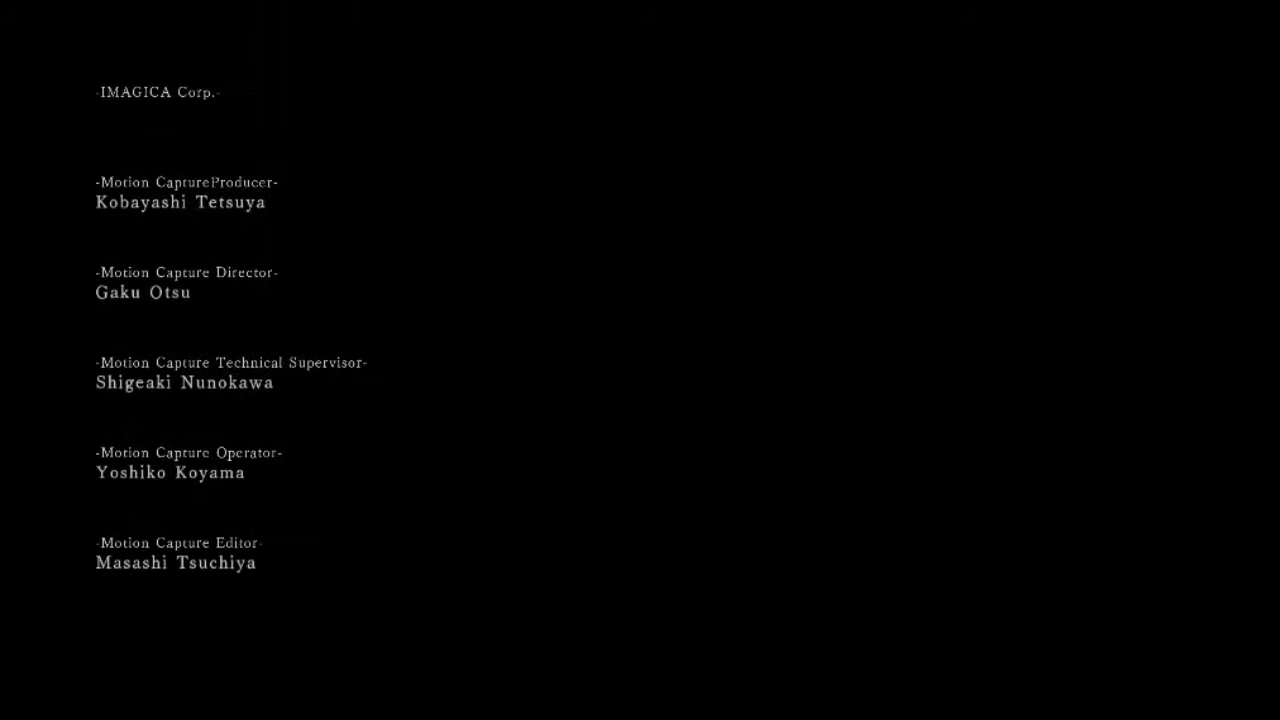 -IMAGICA Corp.-
-Motion CaptureProducer-
Kobayashi Tetsuya
-Motion Capture Director-
Gaku Otsu
-Motion Capture Technical Supervisor-
Shigeaki Nunokawa
-Motion Capture Operator-
Yoshiko Koyama
-Motion Capture Editor-
Masashi Tsuchiya